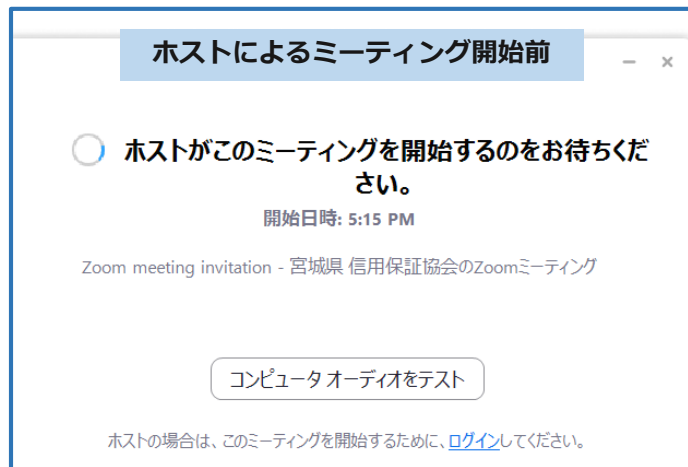 ホストによるミーティング開始前
ホストがこのミーティングを開始するのをお待ちくだ
さい。
開始日時: 5:15 PM
Zoom meeting invitation - 宮城県 信用保証協会のZoomミーティング
コンピュータ オーディオをテスト
ホストの場合は、このミーティングを開始するために、ログインしてください。